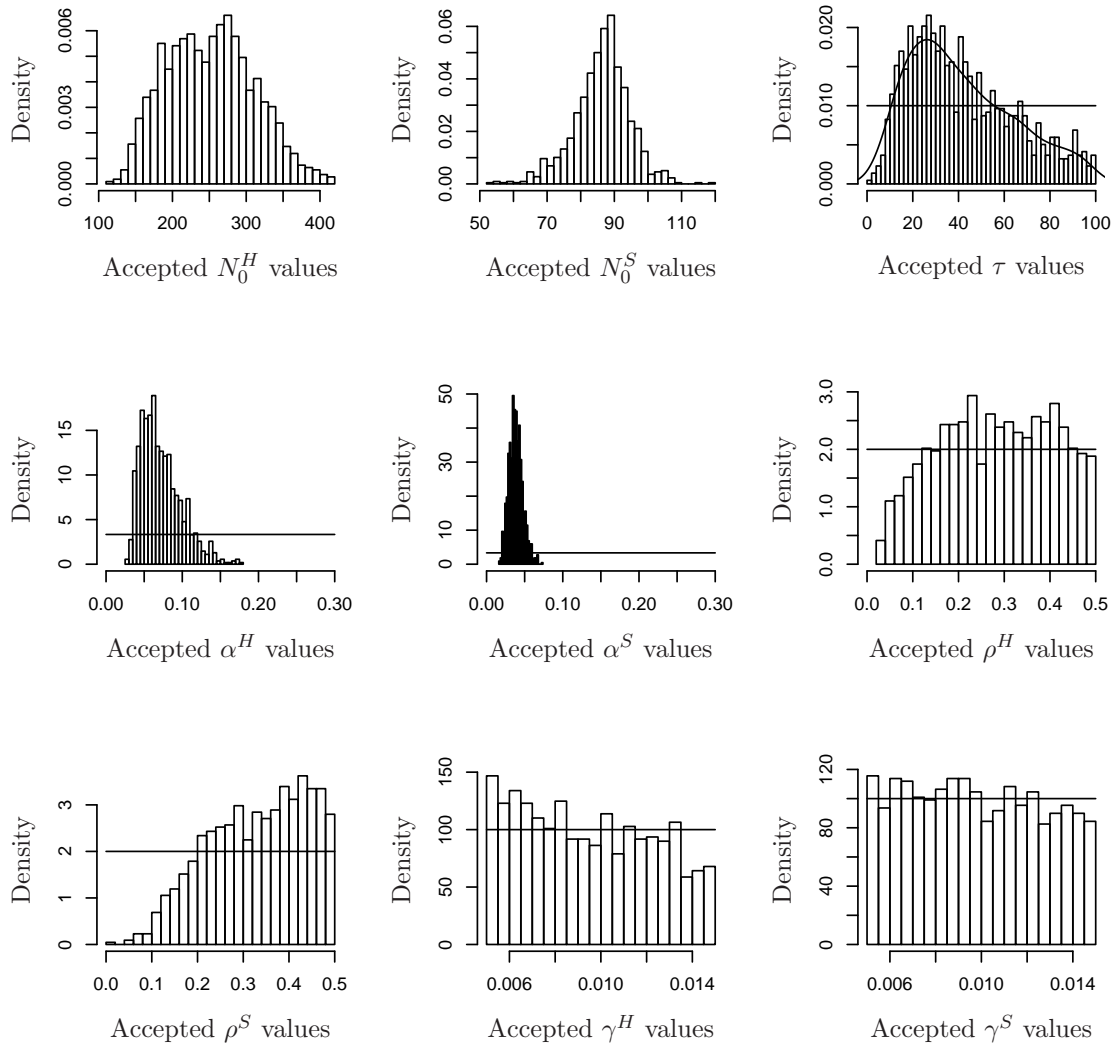 Density
0.000 0.003 0.006
100 200 300 400
Accepted N_0^H values
Density
0.00 0.02 0.04 0.06
50 70 90 110
Accepted N_0^S values
Density
0.000 0.010 0.020
0 20 40 60 80 100
Accepted τ values
Density
0 5 10 15
0.00 0.10 0.20 0.30
Accepted α^H values
Density
0 10 30 50
0.00 0.10 0.20 0.30
Accepted α^S values
Density
0.0 1.0 2.0 3.0
0.0 0.1 0.2 0.3 0.4 0.5
Accepted ρ^H values
Density
0 1 2 3
0.0 0.1 0.2 0.3 0.4 0.5
Accepted ρ^S values
Density
0 50 100 150
0.006 0.010 0.014
Accepted γ^H values
Density
0 40 80 120
0.006 0.010 0.014
Accepted γ^S values